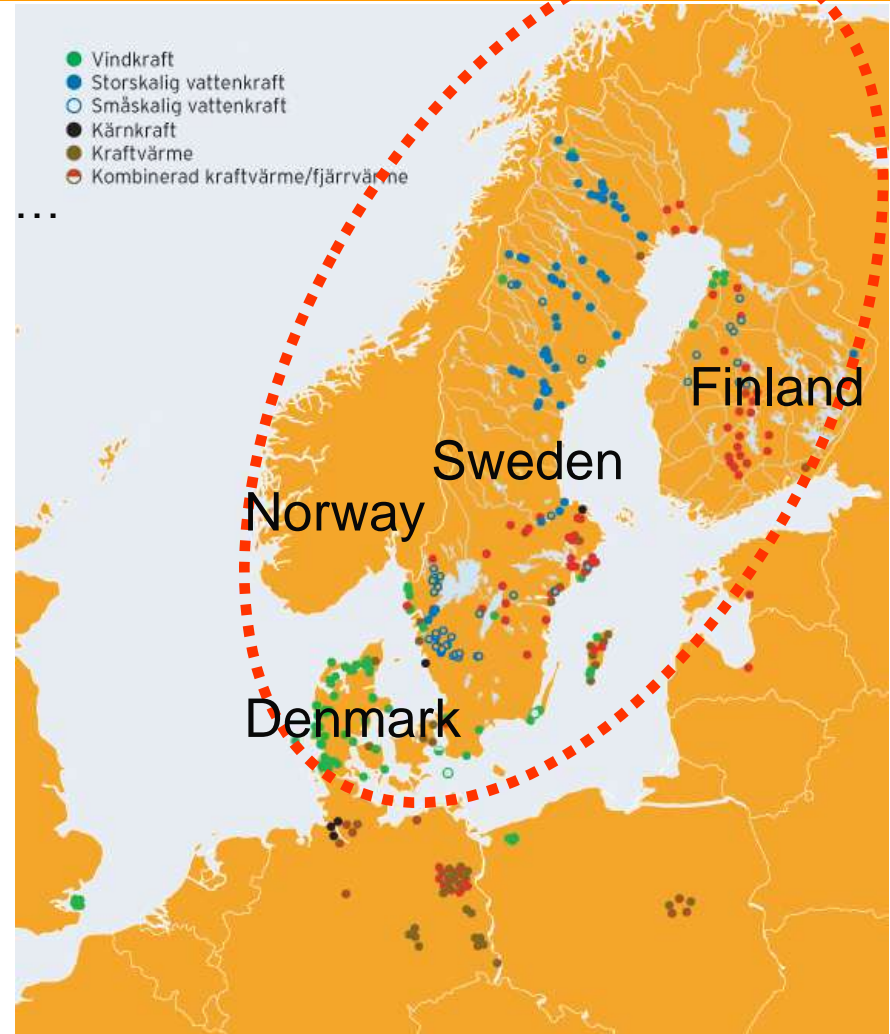 Vindkraft
Storskalig vattenkraft
Småskalig vattenkraft
Kärnkraft
Kraftvärme
Kombinerad kraftvärme/fjärrvärme
...
Finland
Sweden
Norway
Denmark